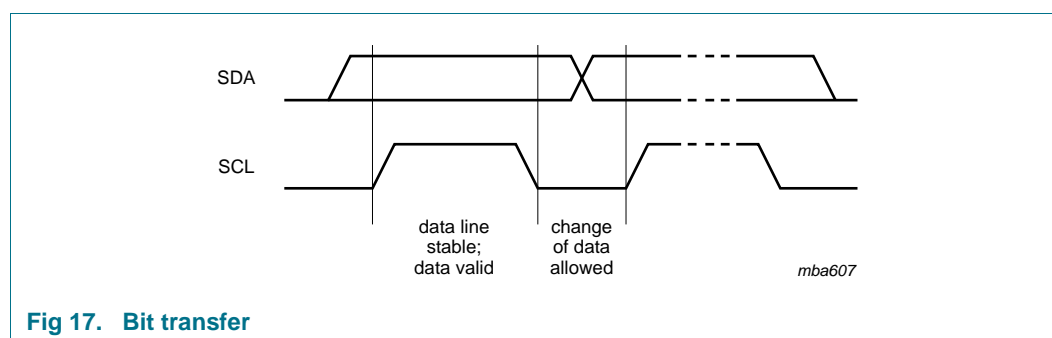 SDA
SCL
data line
stable;
data valid
change
of data
allowed
mba607
Fig 17. Bit transfer